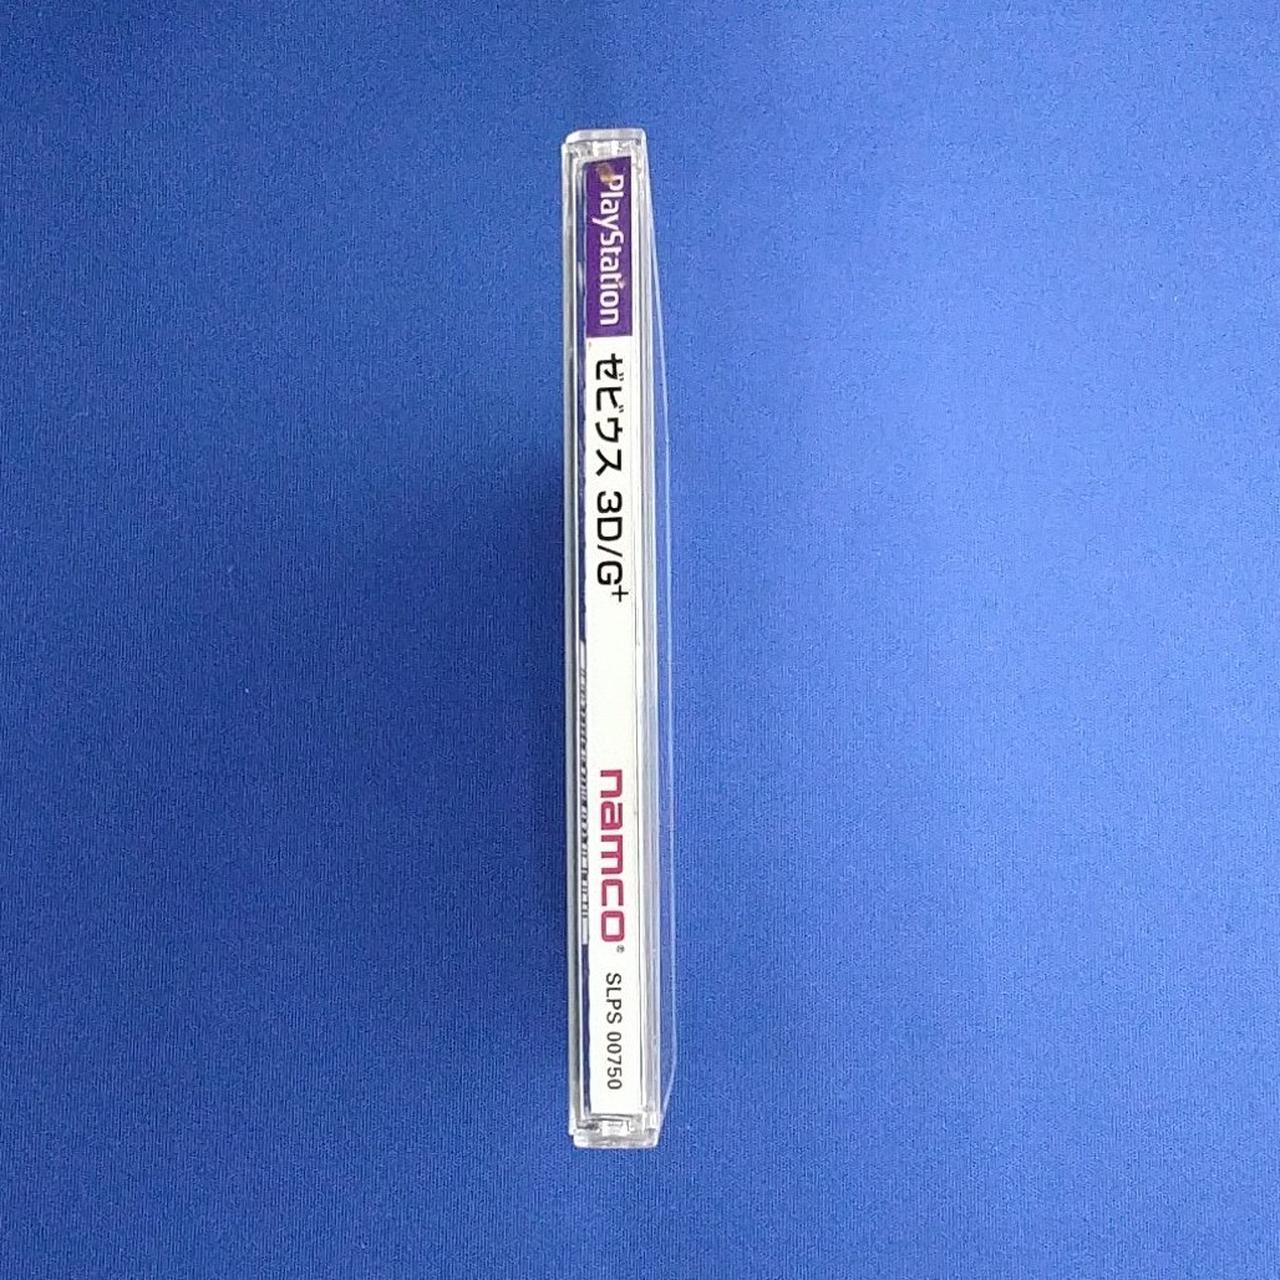 PlayStation
ゼビウス 3D/G+
namco®
SLPS 00750